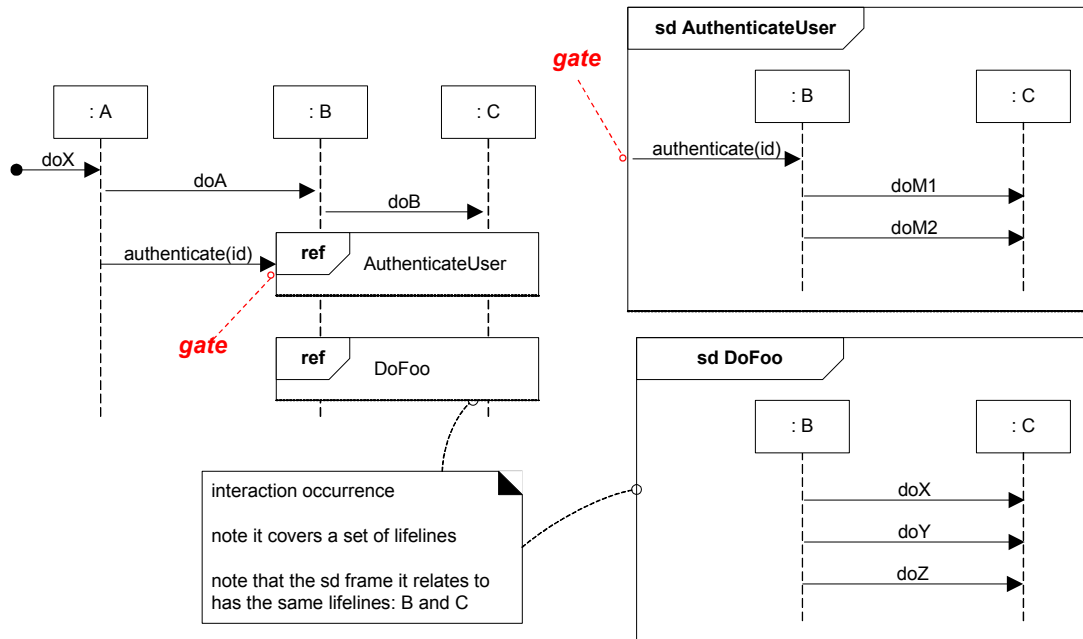 : A
: B
: C
doX
doA
doB
authenticate(id)
ref
AuthenticateUser
gate
ref
DoFoo
interaction occurrence
note it covers a set of lifelines
note that the sd frame it relates to
has the same lifelines: B and C
sd AuthenticateUser
gate
: B
: C
authenticate(id)
doM1
doM2
sd DoFoo
: B
: C
doX
doY
doZ